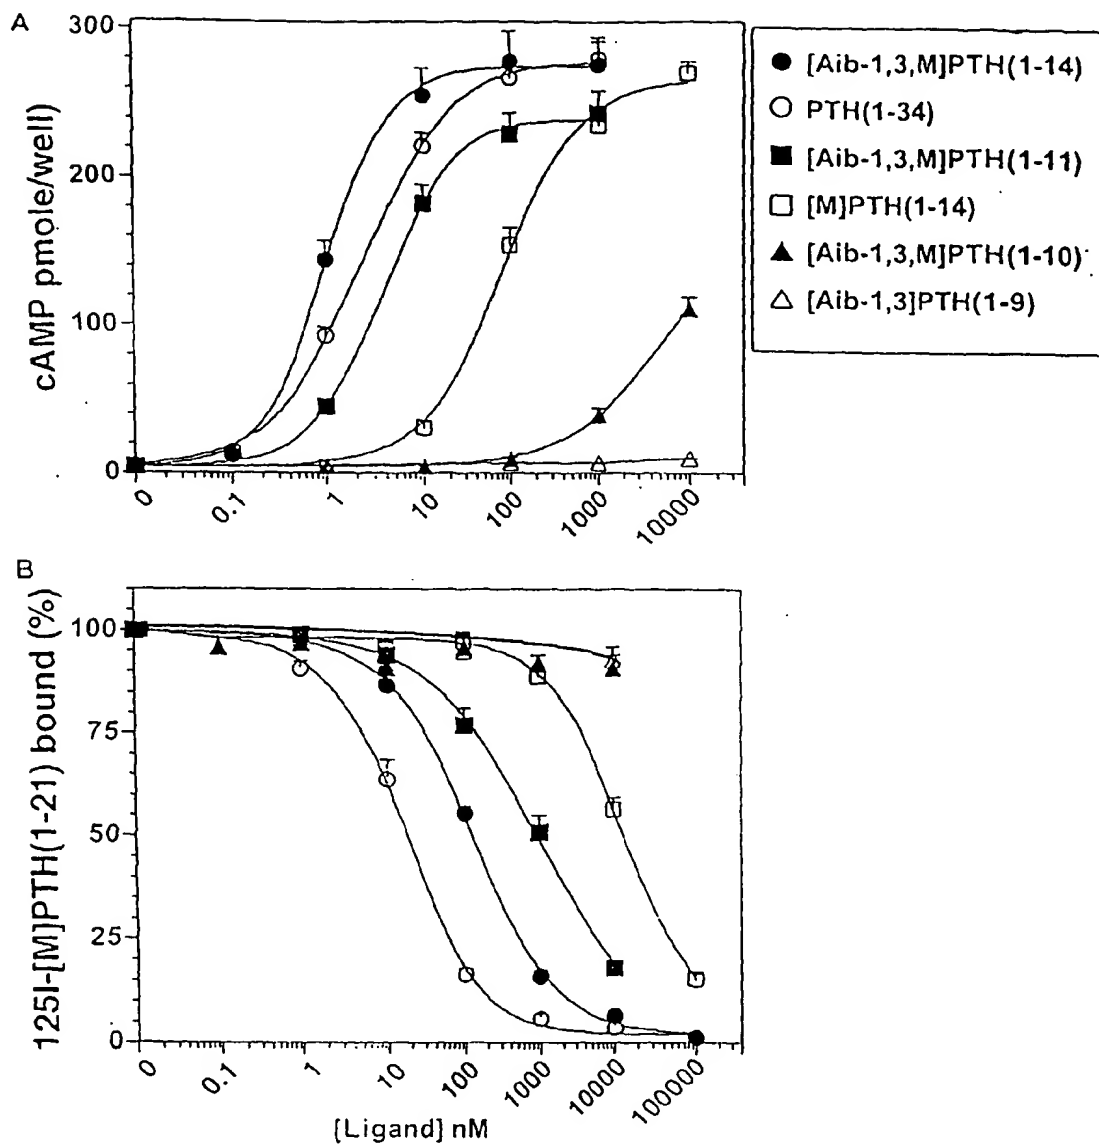 A
300
200
100
0
cAMP pmole/well
0
0.1
1
10
100
1000
10000
[Aib-1,3,M]PTH(1-14)
PTH(1-34)
[Aib-1,3,M]PTH(1-11)
[M]PTH(1-14)
[Aib-1,3,M]PTH(1-10)
[Aib-1,3]PTH(1-9)
B
100
75
50
25
0
125I-[M]PTH(1-21) bound (%)
0
0.1
1
10
100
1000
10000
100000
[Ligand] nM